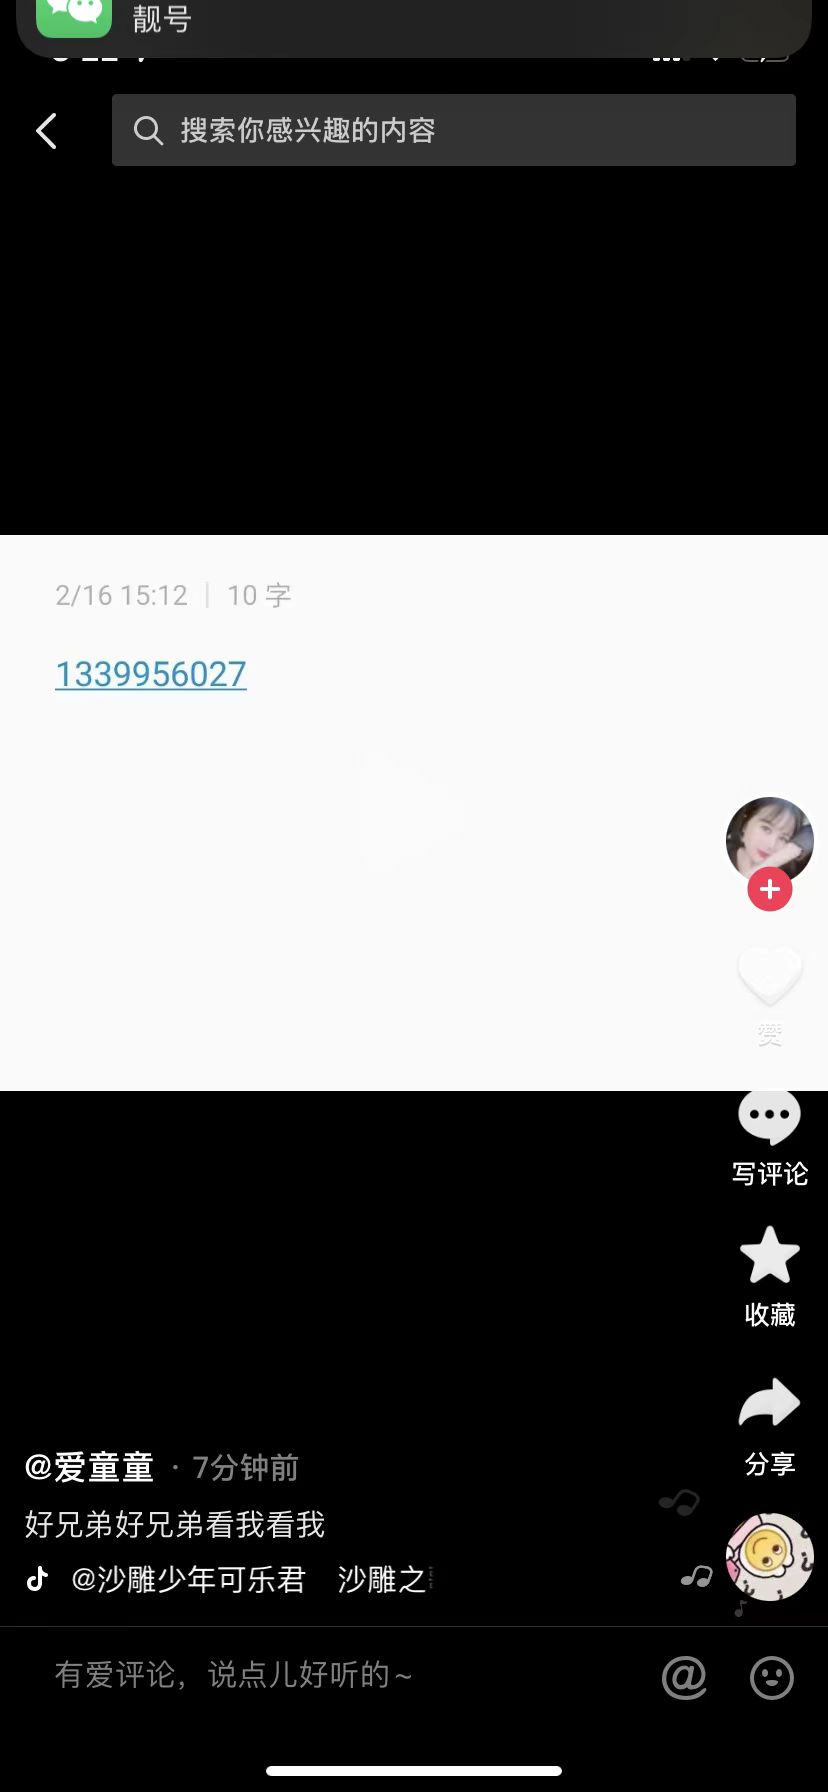 靓号
搜索你感兴趣的内容
2/16 15:12 | 10 字
1339956027
赞
写评论
收藏
分享
@爱童童 · 7分钟前
好兄弟好兄弟看我看我
@沙雕少年可乐君 沙雕之
有爱评论，说点儿好听的~